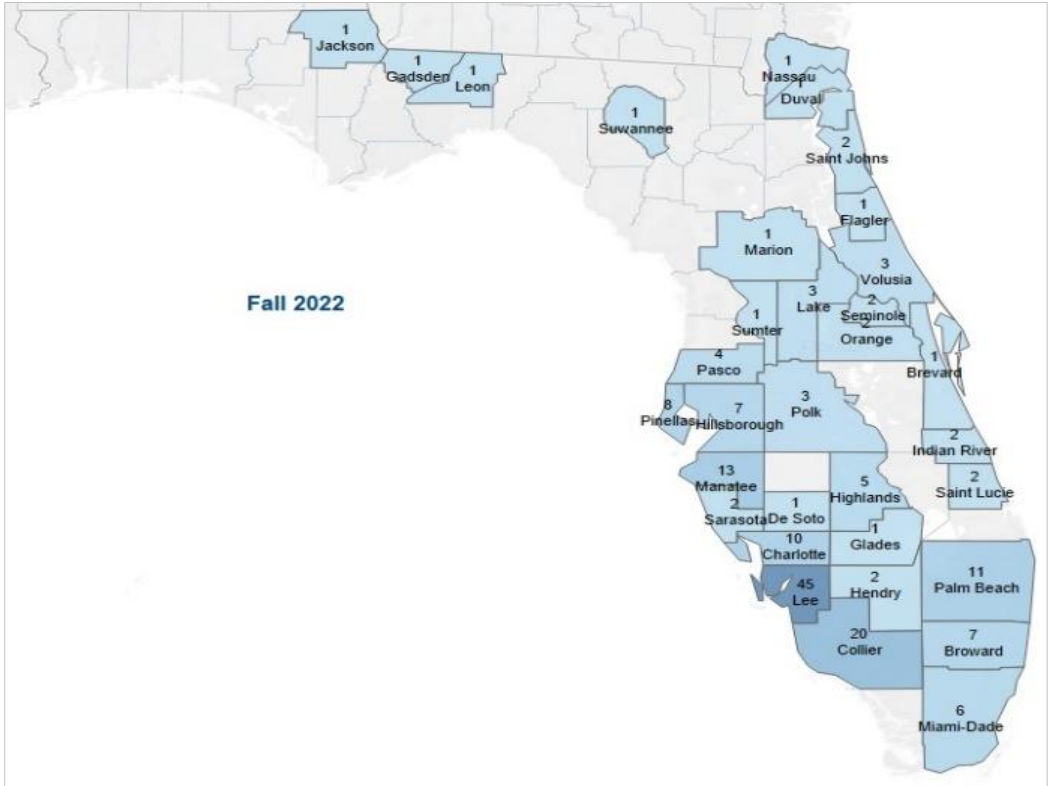 1
Jackson
1
Gadsden
1
Leon
1
Suwannee
1
Nassau
1
Duval
2
Saint Johns
1
Flagler
1
Marion
3
Volusia
3
Lake
2
Seminole
2
Orange
1
Sumter
1
Brevard
Fall 2022
4
Pasco
8
Pinellas
7
Hillsborough
3
Polk
2
Indian River
2
Saint Lucie
13
Manatee
2
Sarasota
1
De Soto
5
Highlands
10
Charlotte
1
Glades
45
Lee
2
Hendry
11
Palm Beach
20
Collier
7
Broward
6
Miami-Dade